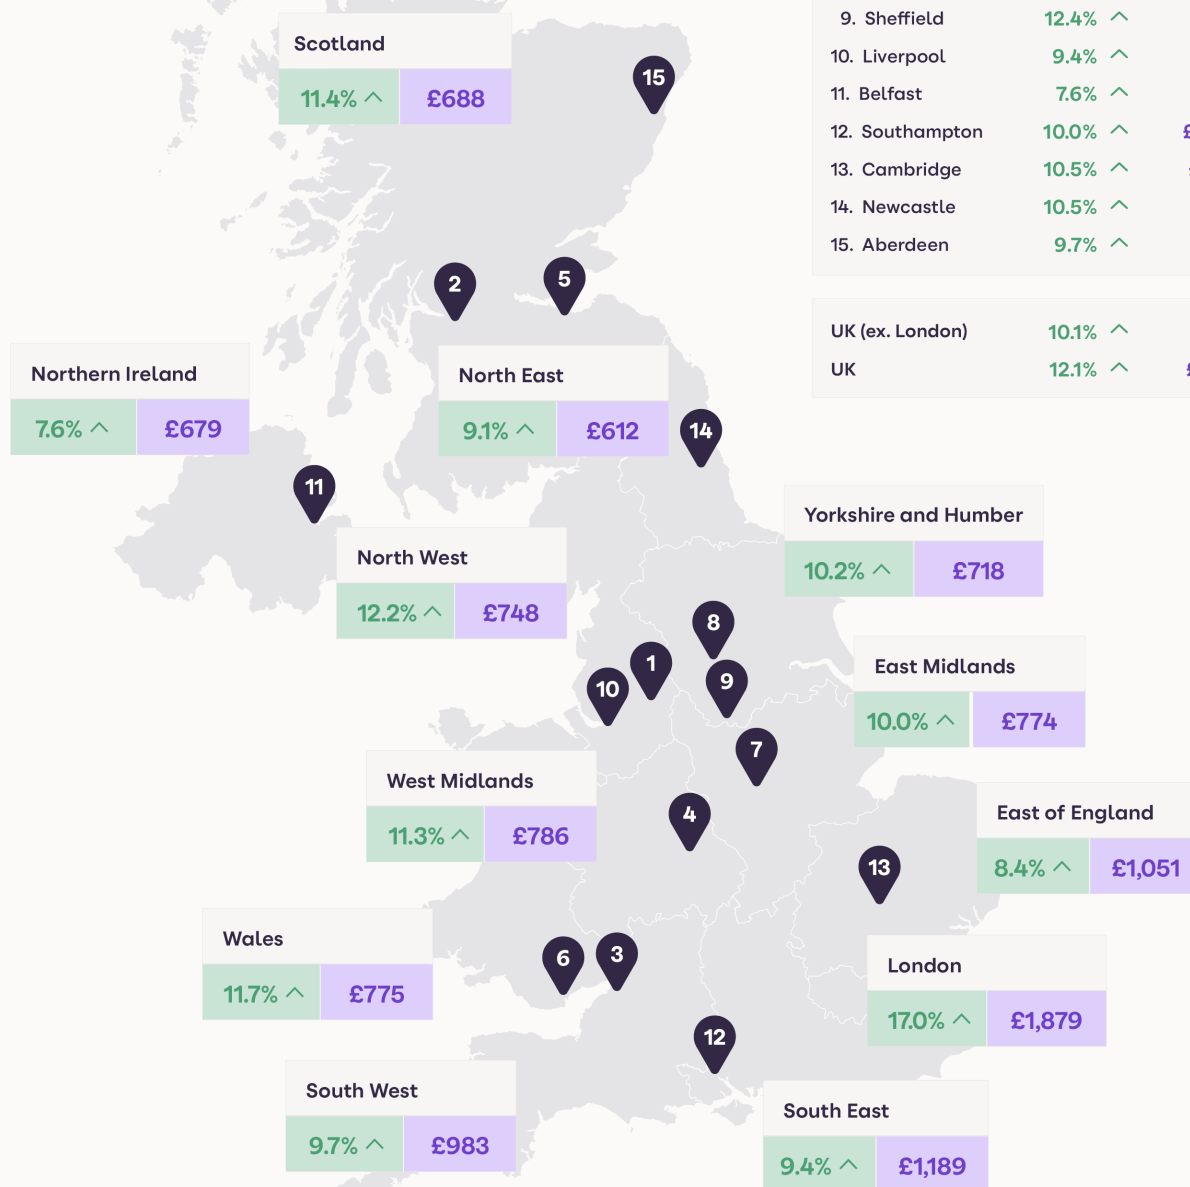 Scotland
11.4% £688
15
9. Sheffield 12.4%
10. Liverpool 9.4%
11. Belfast 7.6%
12. Southampton 10.0% £
13. Cambridge 10.5%
14. Newcastle 10.5%
15. Aberdeen 9.7%
UK (ex. London) 10.1%
UK 12.1% £
2
5
Northern Ireland
7.6% £679
North East
9.1% £612
14
11
North West
12.2% £748
Yorkshire and Humber
10.2% £718
8
1
10
9
East Midlands
10.0% £774
7
West Midlands
11.3% £786
4
East of England
8.4% £1,051
13
Wales
11.7% £775
6
3
London
17.0% £1,879
12
South West
9.7% £983
South East
9.4% £1,189